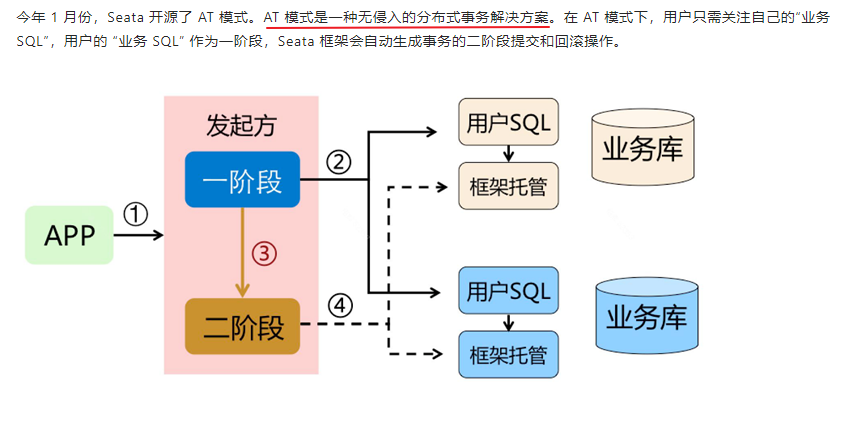 今年 1 月份，Seata 开源了 AT 模式。AT 模式是一种无侵入的分布式事务解决方案。在 AT 模式下，用户只需关注自己的“业务
SQL”，用户的 “业务 SQL” 作为一阶段，Seata 框架会自动生成事务的二阶段提交和回滚操作。
发起方
用户SQL
业务库
②
一阶段
框架托管
①
APP
③
用户SQL
④
业务库
二阶段
框架托管